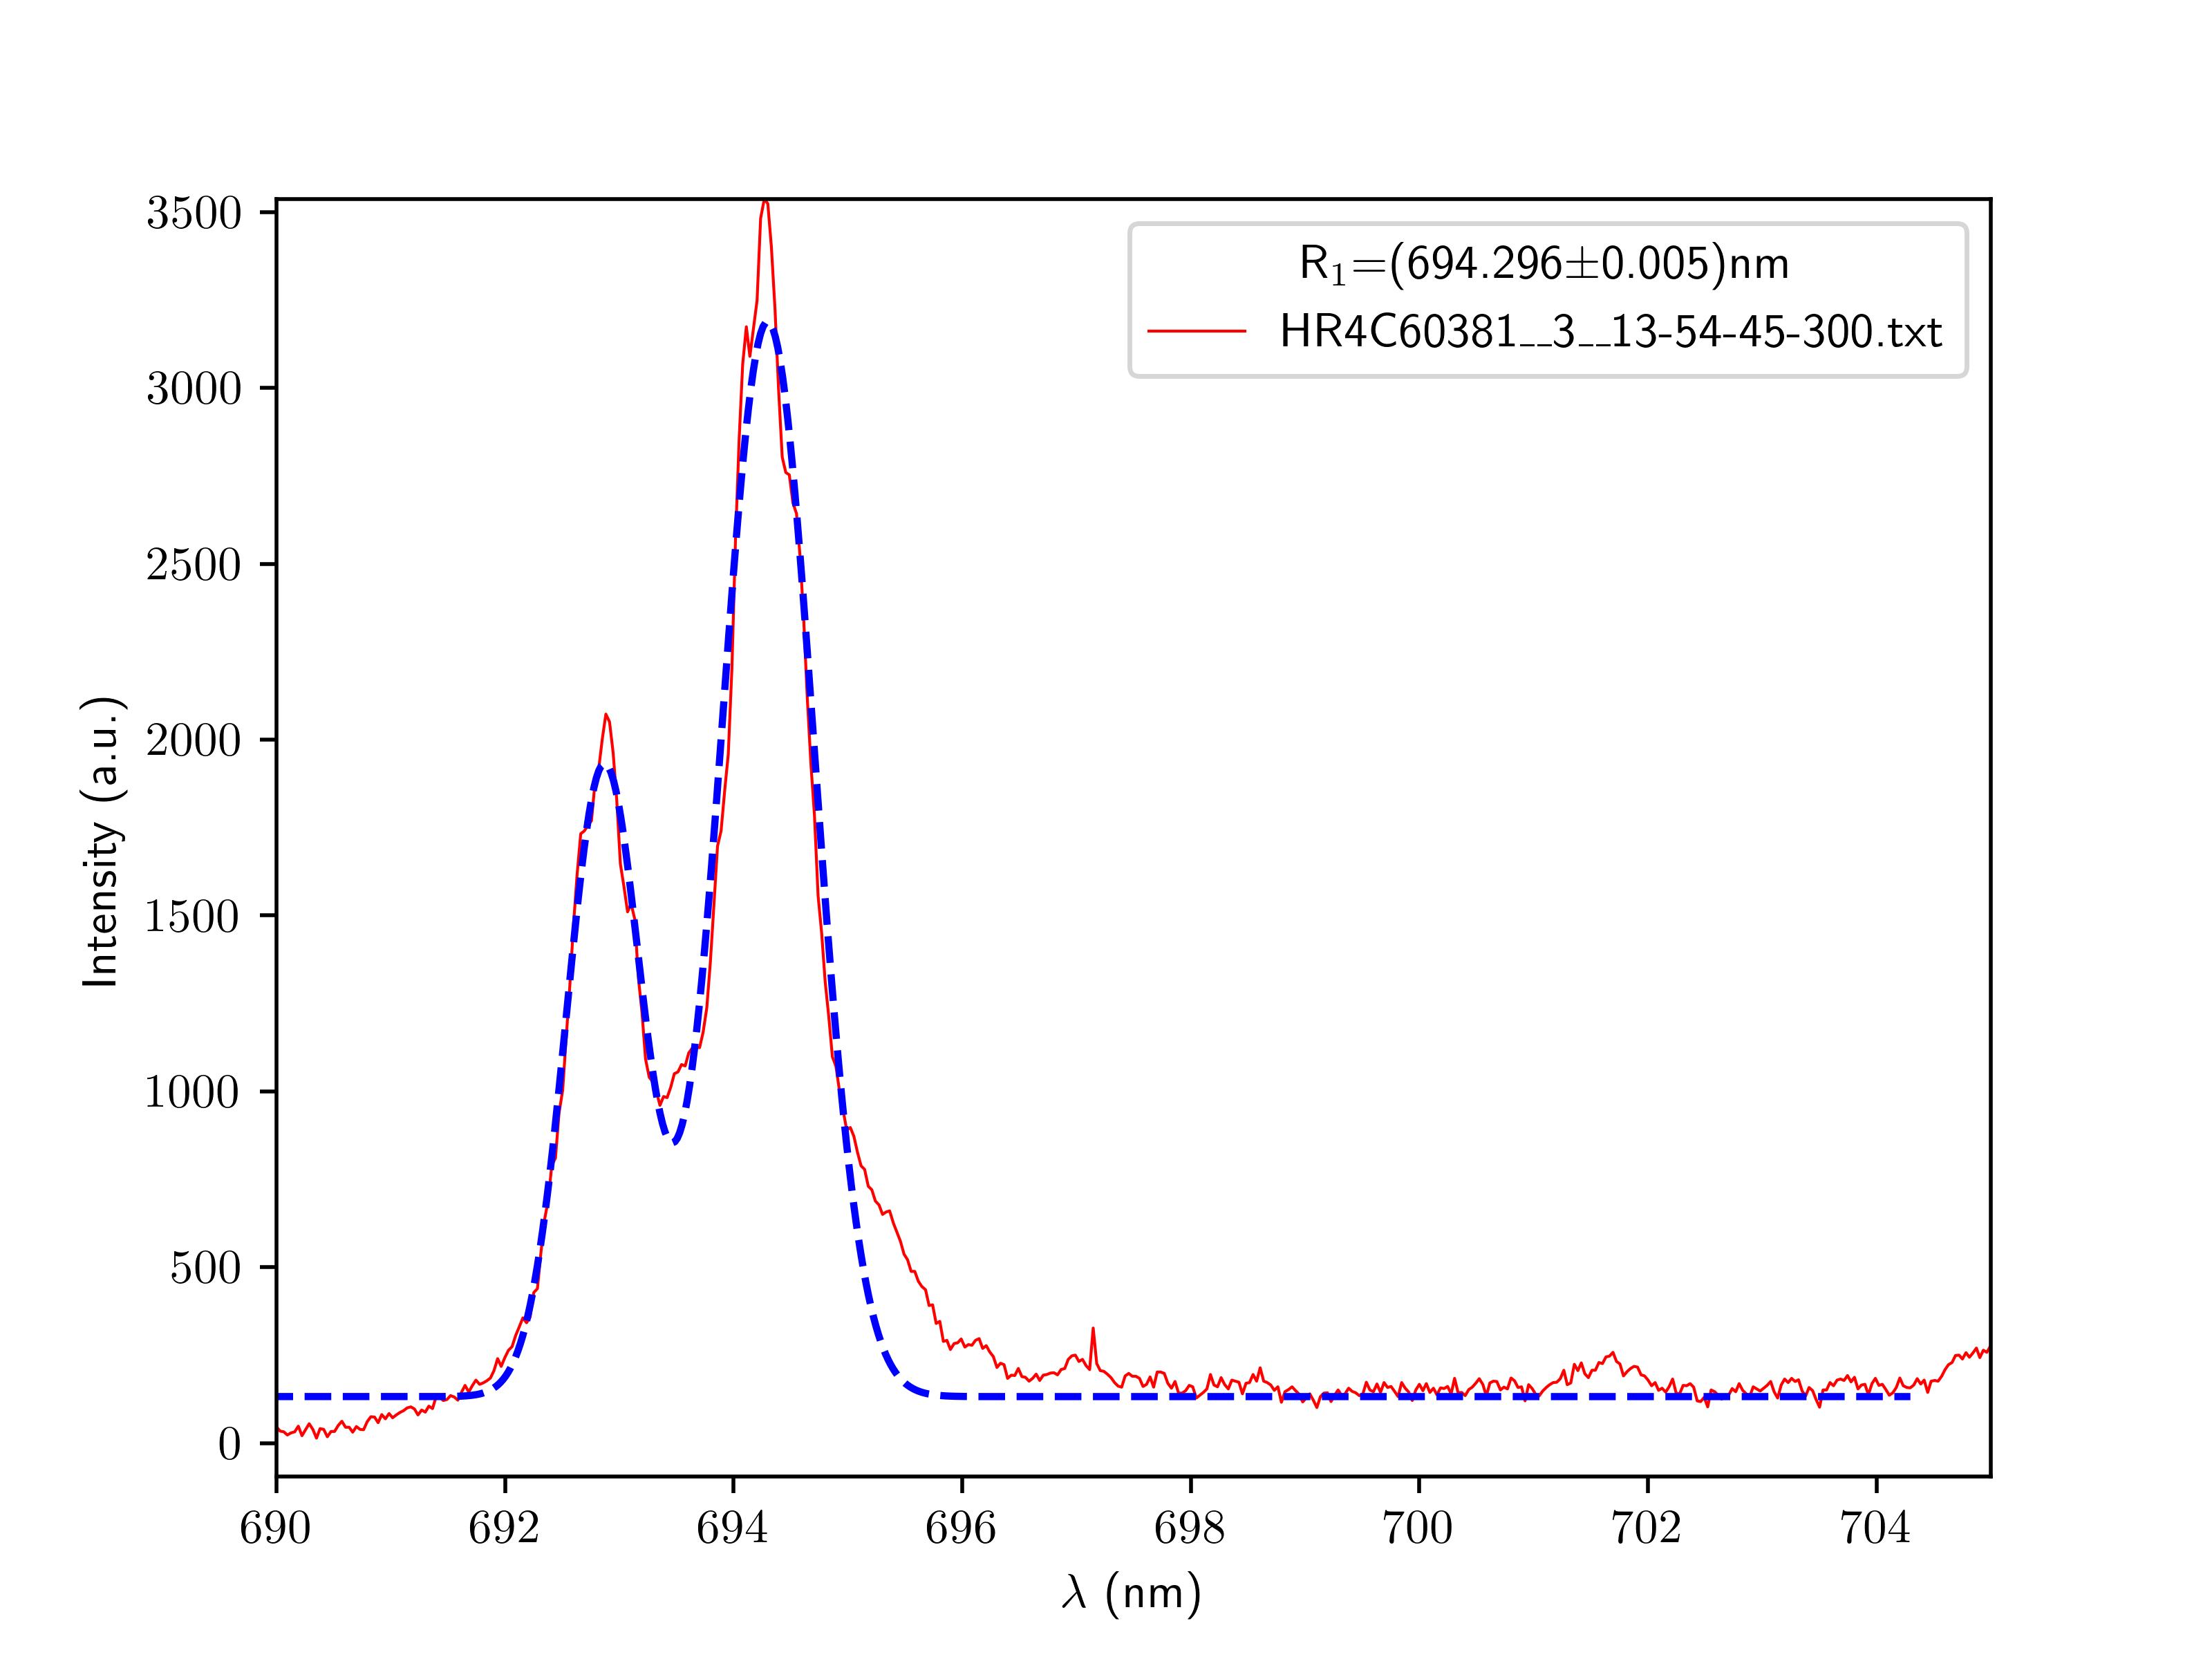 R₁=(694.296±0.005)nm
HR4C60381__3__13-54-45-300.txt
3500
3000
2500
2000
1500
1000
500
0
Intensity (a.u.)
690 692 694 696 698 700 702 704
λ (nm)